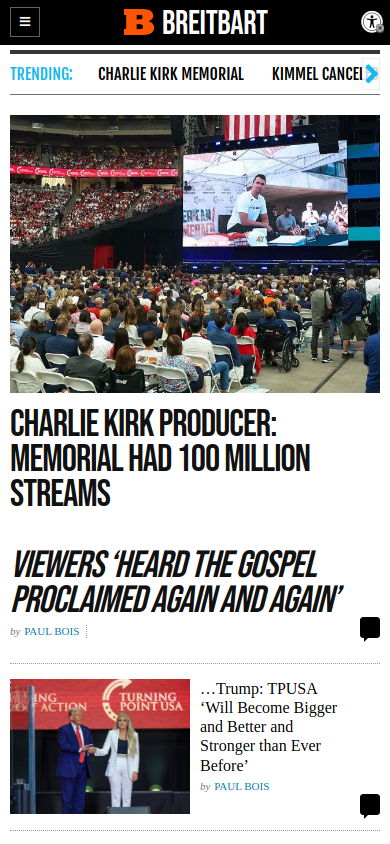 BREITBART
TRENDING: CHARLIE KIRK MEMORIAL KIMMEL CANCEL
47
CHARLIE KIRK PRODUCER:
MEMORIAL HAD 100 MILLION
STREAMS
VIEWERS ‘HEARD THE GOSPEL
PROCLAIMED AGAIN AND AGAIN’
by PAUL BOIS
TURNING
POINT USA
…Trump: TPUSA
‘Will Become Bigger
and Better and
Stronger than Ever
Before’
by PAUL BOIS